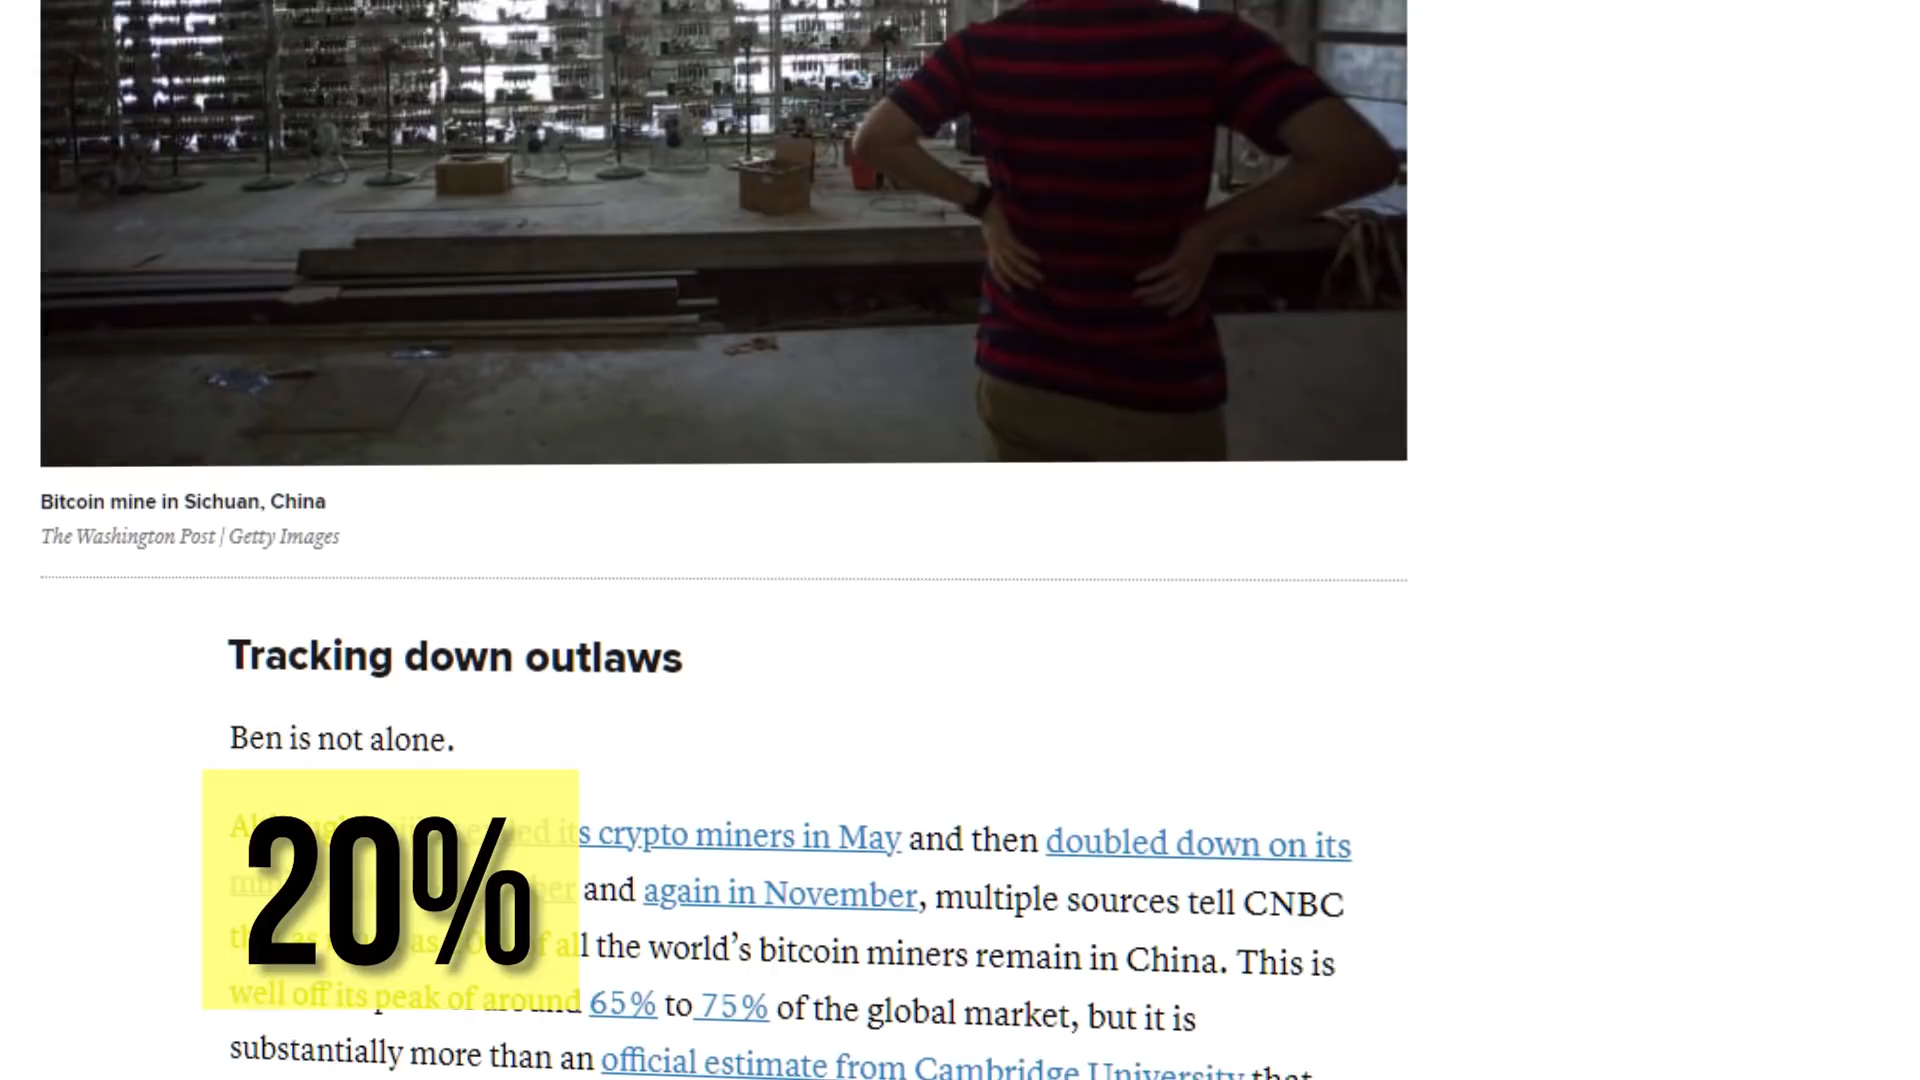 Bitcoin mine in Sichuan, China
The Washington Post | Getty Images
Tracking down outlaws
Ben is not alone.
20%
its crypto miners in May and then doubled down on its
and again in November, multiple sources tell CNBC
all the world’s bitcoin miners remain in China. This is
well off its peak of around 65% to 75% of the global market, but it is
substantially more than an official estimate from Cambridge University that